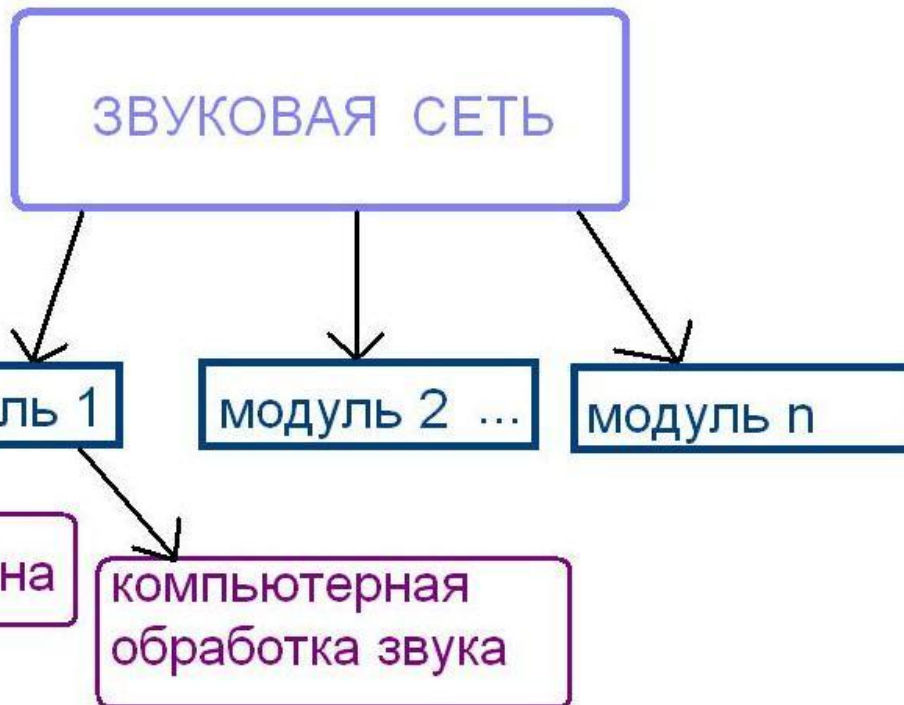 ЗВУКОВАЯ СЕТЬ
ль 1
модуль 2 ...
модуль n
на
компьютерная
обработка звука